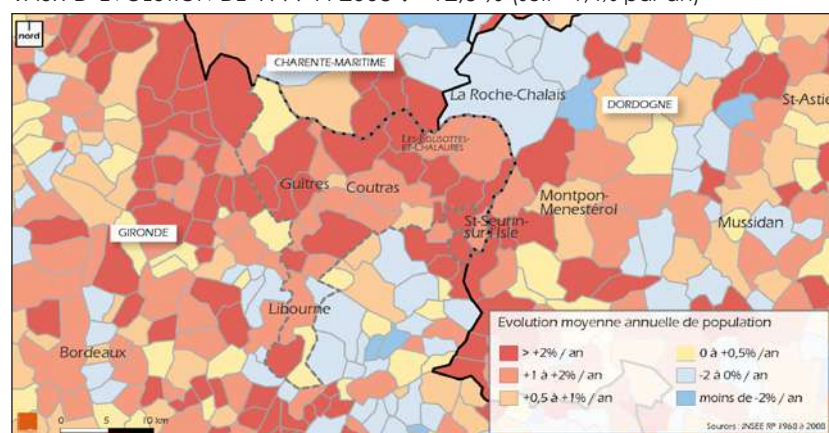 nord
CHARENTE-MARITIME
La Roche-Chalais
DORDOGNE
St-Astie
LES-EGLISOTTES-
ET-CHALAURES
Guîtres
Coutras
Montpon-
Menestérol
St-Seurin-
sur-l'Isle
Mussidan
GIRONDE
Libourne
Bordeaux
Evolution moyenne annuelle de population
> +2% / an
0 à +0,5% / an
+1 à +2% / an
-2 à 0% / an
+0,5 à +1% / an
moins de -2% / an
0 5 10 km
Sources : INSEE RP 1968 à 2008